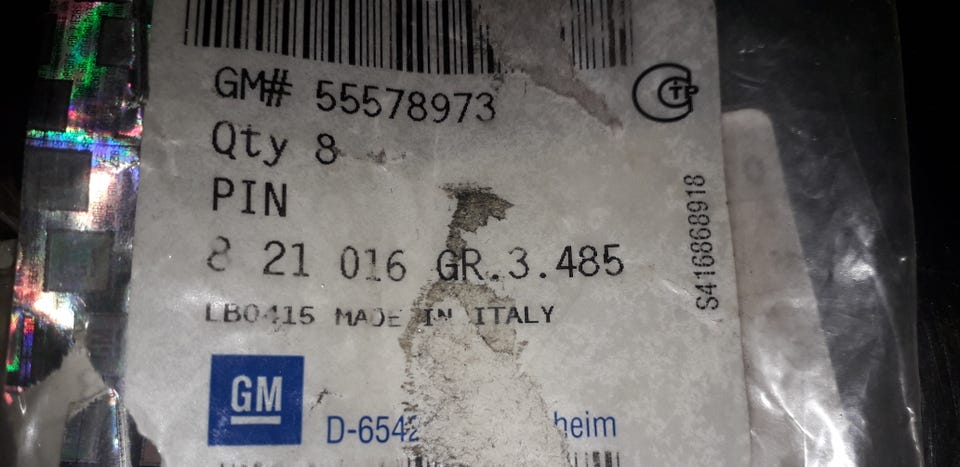 GM# 55578973
Qty 8
PIN
8 21 016 GR.3.485
LB0415 MADE IN ITALY
GM
S416868918